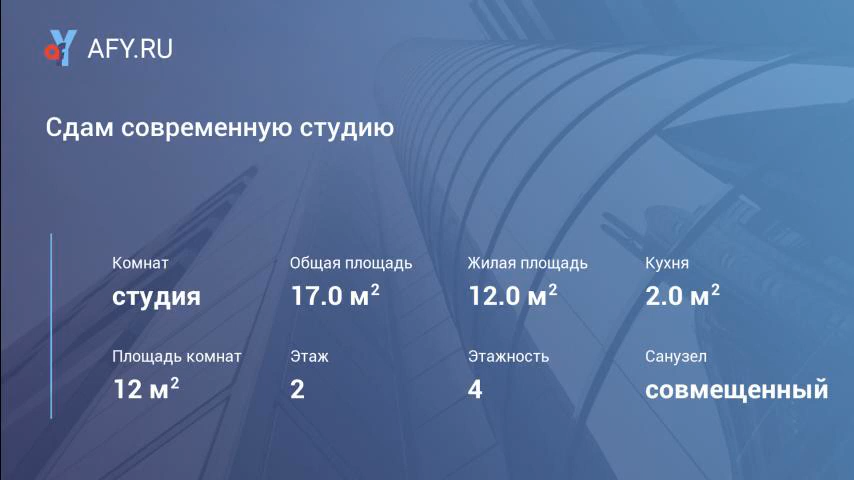 AFY.RU
Сдам современную студию
Комнат Общая площадь Жилая площадь Кухня
студия 17.0 м² 12.0 м² 2.0 м²
Площадь комнат Этаж Этажность Санузел
12 м² 2 4 совмещенный